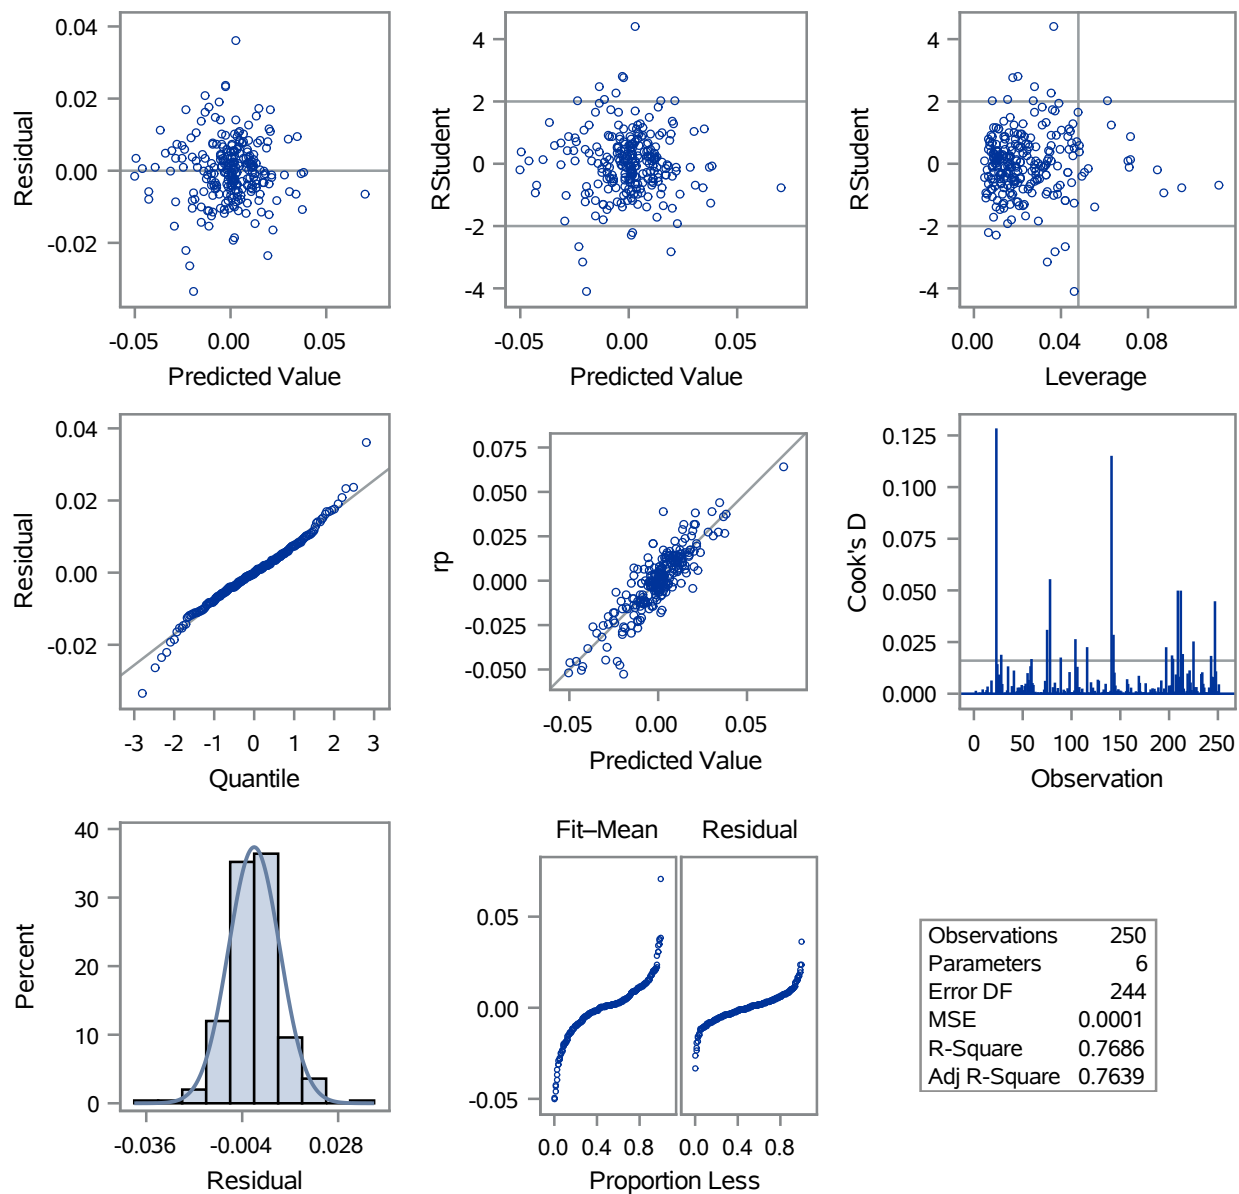 0.04
0.02
0.00
-0.02
Residual
-0.05 0.00 0.05
Predicted Value
4
2
0
-2
-4
RStudent
-0.05 0.00 0.05
Predicted Value
4
2
0
-2
-4
RStudent
0.00 0.04 0.08
Leverage
0.04
0.02
0.00
-0.02
Residual
-3 -2 -1 0 1 2 3
Quantile
0.075
0.050
0.025
0.000
-0.025
-0.050
rp
-0.05 0.00 0.05
Predicted Value
0.125
0.100
0.075
0.050
0.025
0.000
Cook's D
0 50 100 150 200 250
Observation
40
30
20
10
0
Percent
-0.036 -0.004 0.028
Residual
Fit–Mean Residual
0.05
0.00
-0.05
0.0 0.4 0.8 0.0 0.4 0.8
Proportion Less
Observations 250
Parameters 6
Error DF 244
MSE 0.0001
R-Square 0.7686
Adj R-Square 0.7639